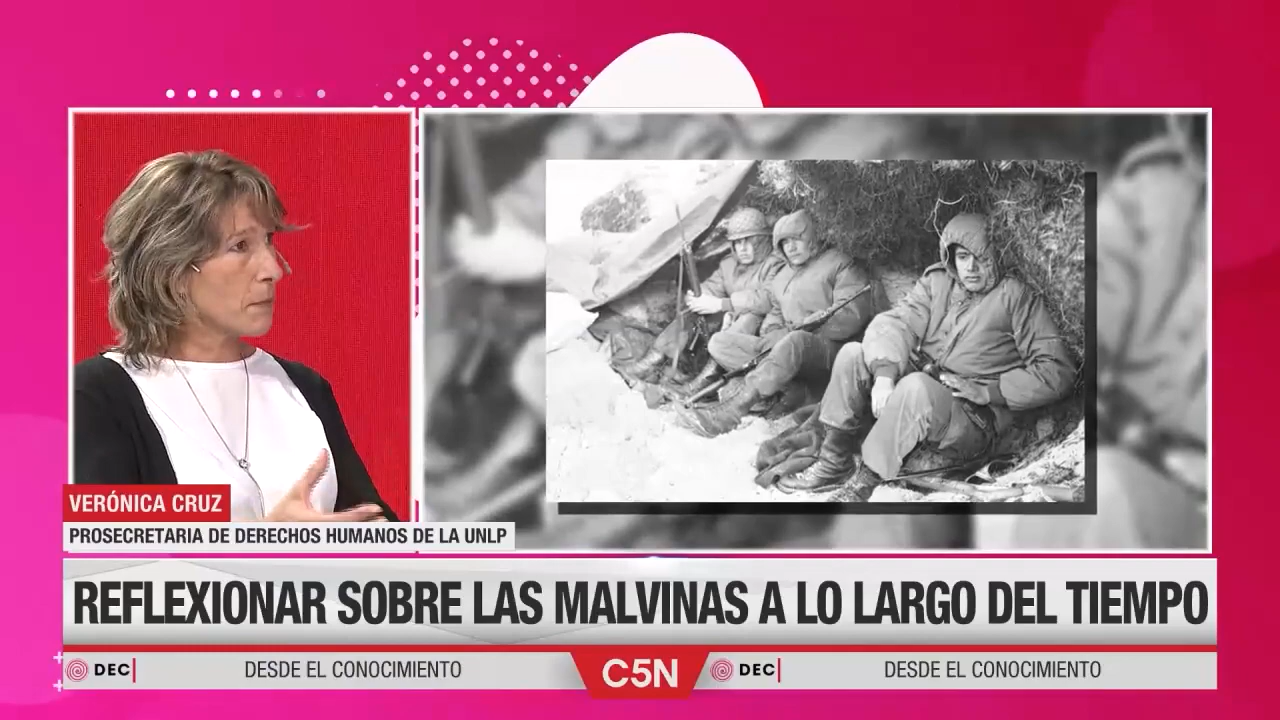 VERÓNICA CRUZ
PROSECRETARIA DE DERECHOS HUMANOS DE LA UNLP
REFLEXIONAR SOBRE LAS MALVINAS A LO LARGO DEL TIEMPO
DEC DESDE EL CONOCIMIENTO C5N DEC DESDE EL CONOCIMIENTO